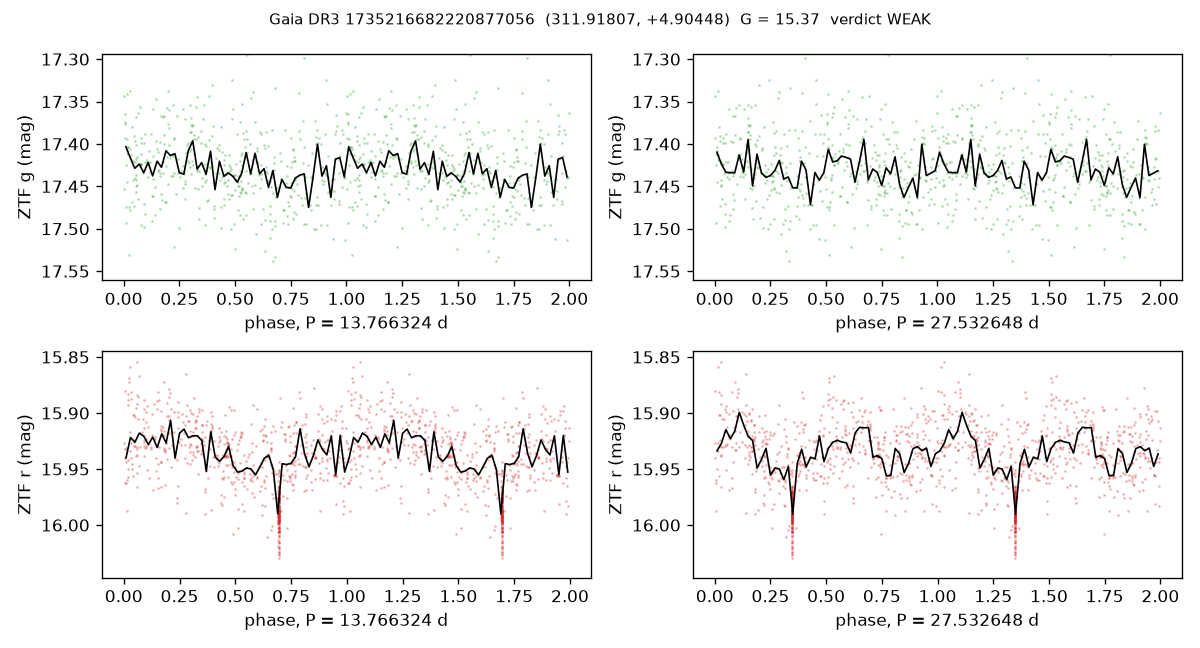 Gaia DR3 1735216682220877056  (311.91807, +4.90448)  G = 15.37  verdict WEAK
ZTF g (mag)
17.30
17.35
17.40
17.45
17.50
17.55
0.00 0.25 0.50 0.75 1.00 1.25 1.50 1.75 2.00
phase, P = 13.766324 d
ZTF g (mag)
17.30
17.35
17.40
17.45
17.50
17.55
0.00 0.25 0.50 0.75 1.00 1.25 1.50 1.75 2.00
phase, P = 27.532648 d
ZTF r (mag)
15.85
15.90
15.95
16.00
0.00 0.25 0.50 0.75 1.00 1.25 1.50 1.75 2.00
phase, P = 13.766324 d
ZTF r (mag)
15.85
15.90
15.95
16.00
0.00 0.25 0.50 0.75 1.00 1.25 1.50 1.75 2.00
phase, P = 27.532648 d